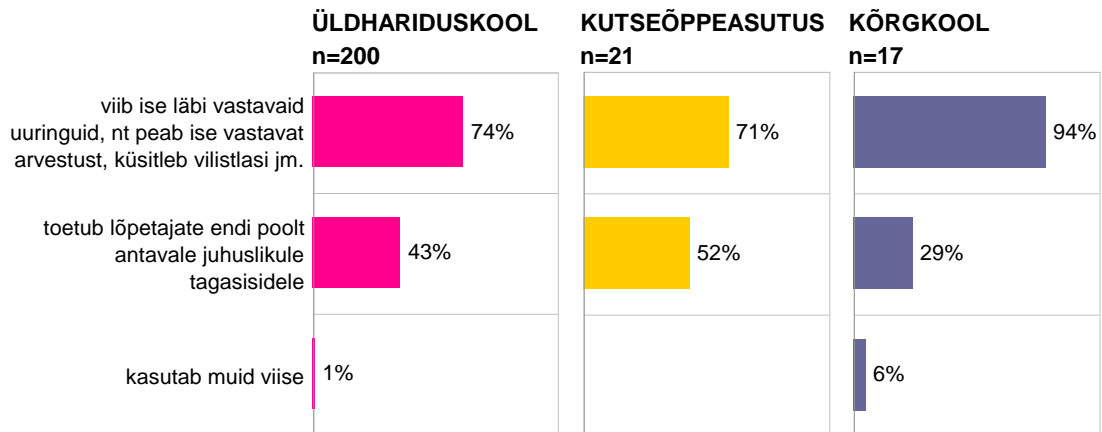 ÜLDHARIDUSKOOL
n=200
KUTSEÕPPEASUTUS
n=21
KÕRGKOOL
n=17
viib ise läbi vastavaid
uuringuid, nt peab ise vastavat
arvestust, küsitleb vilistlasi jm.
74%
71%
94%
toetub lõpetajate endi poolt
antavale juhuslikule
tagasisidele
43%
52%
29%
kasutab muid viise
1%
6%